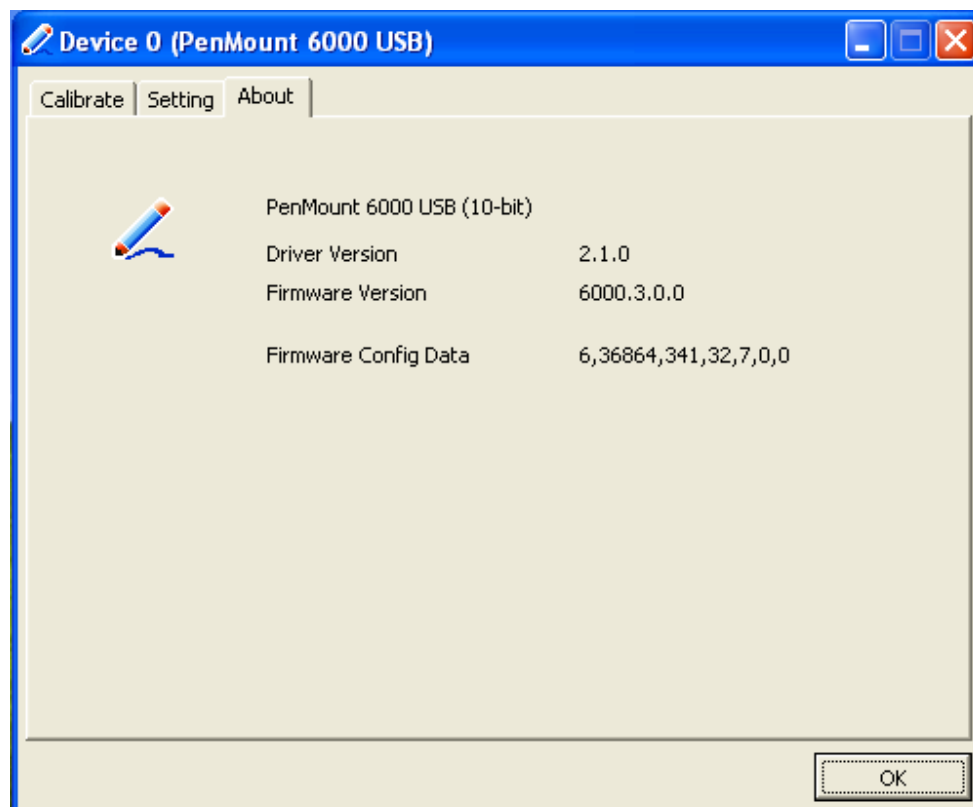 Device 0 (PenMount 6000 USB)
Calibrate Setting About
PenMount 6000 USB (10-bit)
Driver Version 2.1.0
Firmware Version 6000.3.0.0
Firmware Config Data 6,36864,341,32,7,0,0
OK